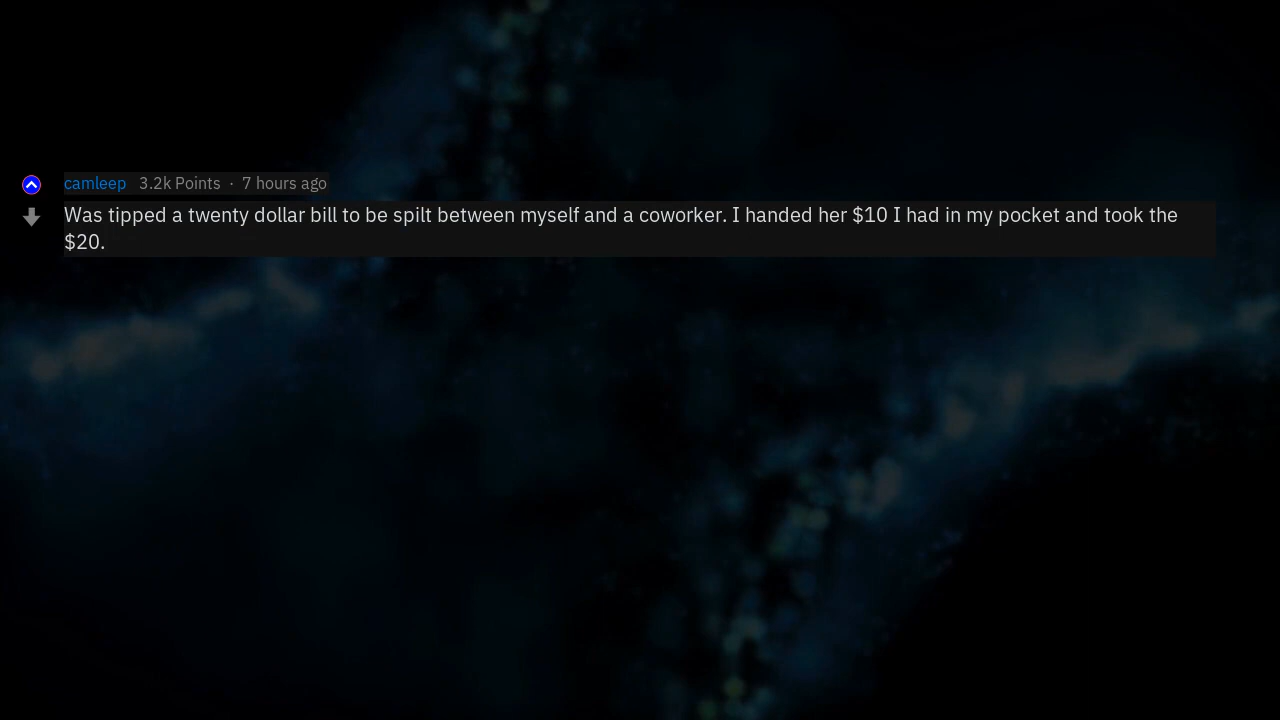 camleep 3.2k Points · 7 hours ago
Was tipped a twenty dollar bill to be spilt between myself and a coworker. I handed her $10 I had in my pocket and took the
$20.